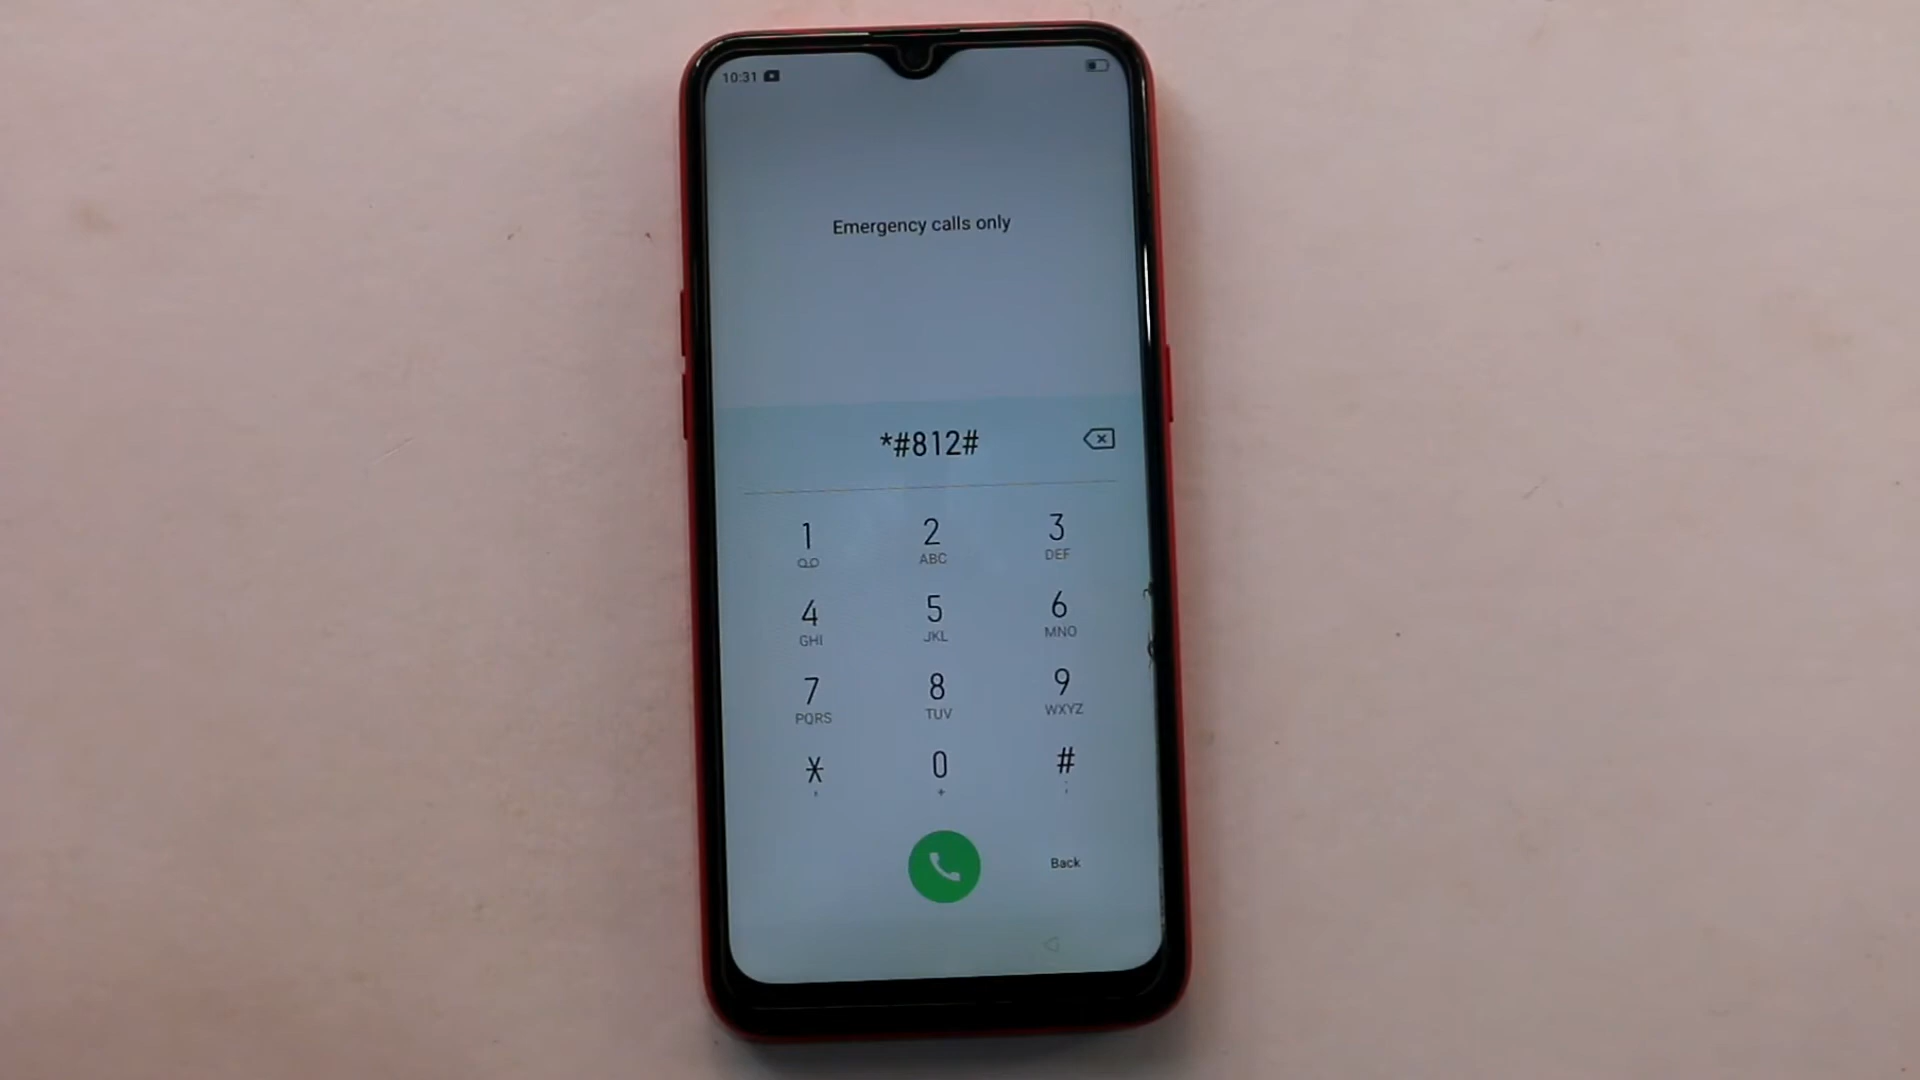 10:31
Emergency calls only
*#812#
1 2 3
ABC DEF
4 5 6
GHI JKL MNO
7 8 9
PQRS TUV WXYZ
* 0 #
, + ;
Back